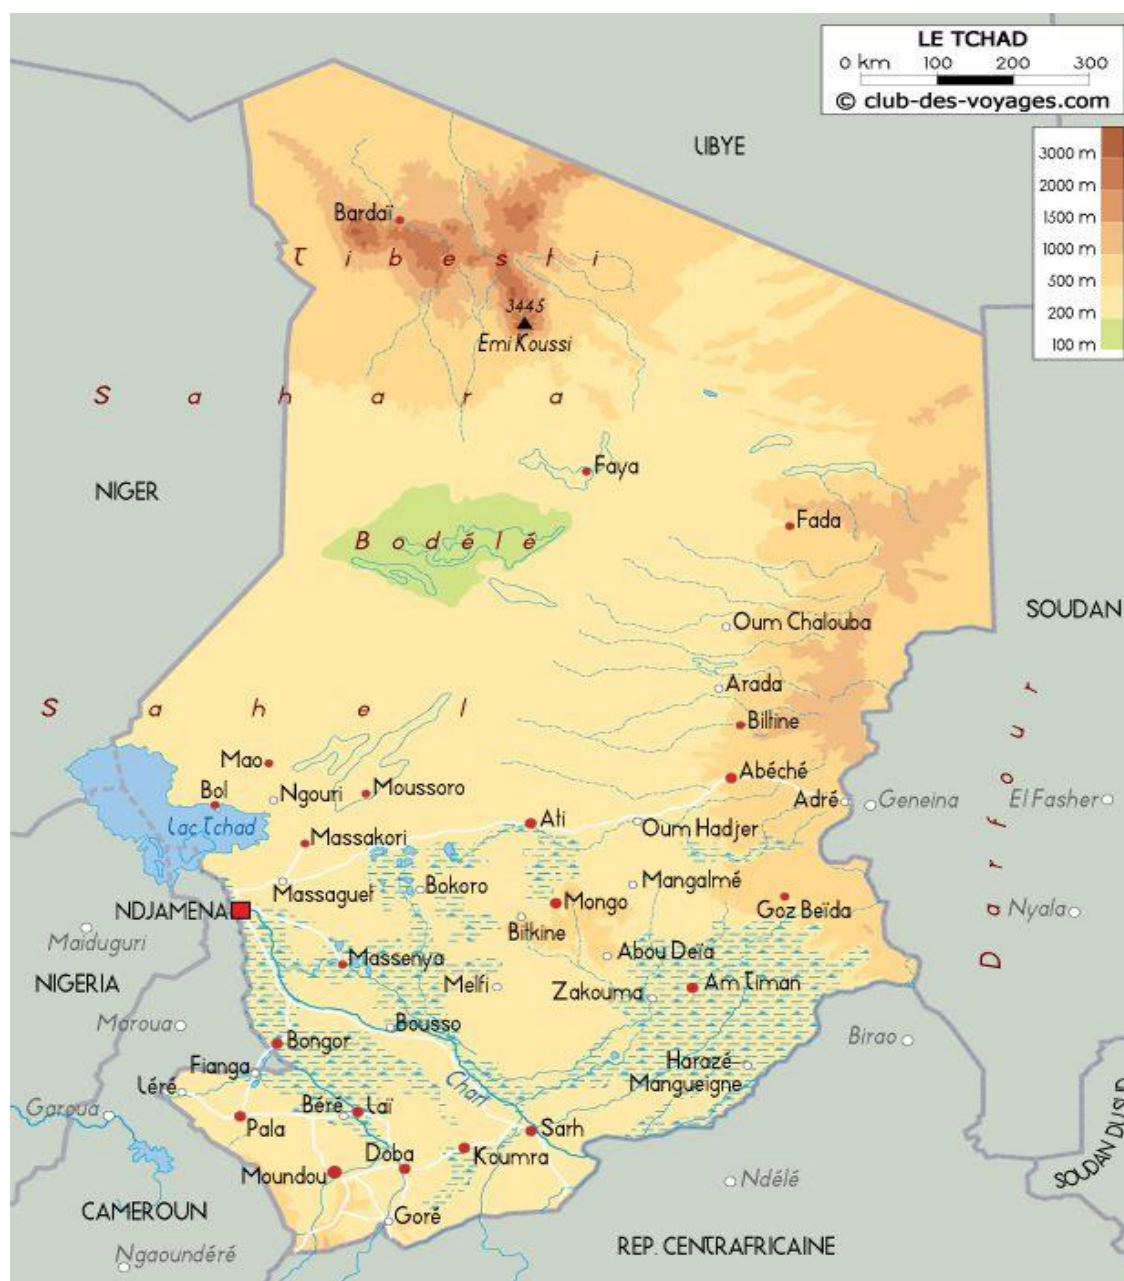 LE TCHAD
0 km 100 200 300
© club-des-voyages.com
LIBYE
3000 m
2000 m
1500 m
1000 m
500 m
200 m
100 m
Bardaï
Tibesti
3445
Emi Koussi
Sahara
Faya
NIGER
Fada
Bodélé
SOUDAN
Oum Chalouba
Arada
Sahel
Biltine
Darfour
Mao
Abéché
Bol
Ngouri
Moussoro
Adré
Geneina
El Fasher
Lac Tchad
Ati
Oum Hadjer
Massakori
Massaguet
Bokoro
Mangalmé
NDJAMENA
Mongo
Goz Beïda
Nyala
Maiduguri
Bitkine
Abou Deïa
Massenya
NIGERIA
Melfi
Zakouma
Am Timan
Maroua
Bousso
Birao
Bongor
Fianga
Harazé
Mangueigne
Léré
Chari
Garoua
Béré
Laï
Pala
Sarh
Doba
Koumra
Moundou
Ndélé
SOUDAN DU SUD
CAMEROUN
Goré
REP. CENTRAFRICAINE
Ngaoundéré